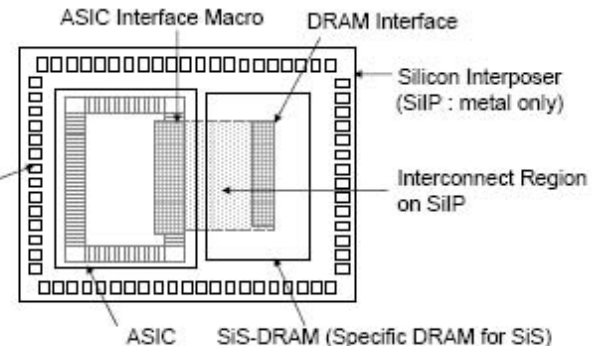 ASIC Interface Macro
DRAM Interface
Silicon Interposer
(SiIP : metal only)
Interconnect Region
on SiIP
ASIC
SiS-DRAM (Specific DRAM for SiS)